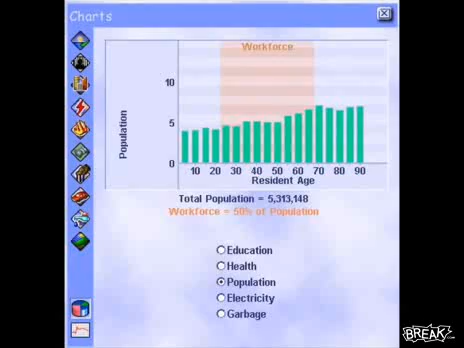 Charts
Workforce
10
5
0
Population
10 20 30 40 50 60 70 80 90
Resident Age
Total Population = 5,313,148
Workforce = 50% of Population
Education
Health
Population
Electricity
Garbage
BREAK